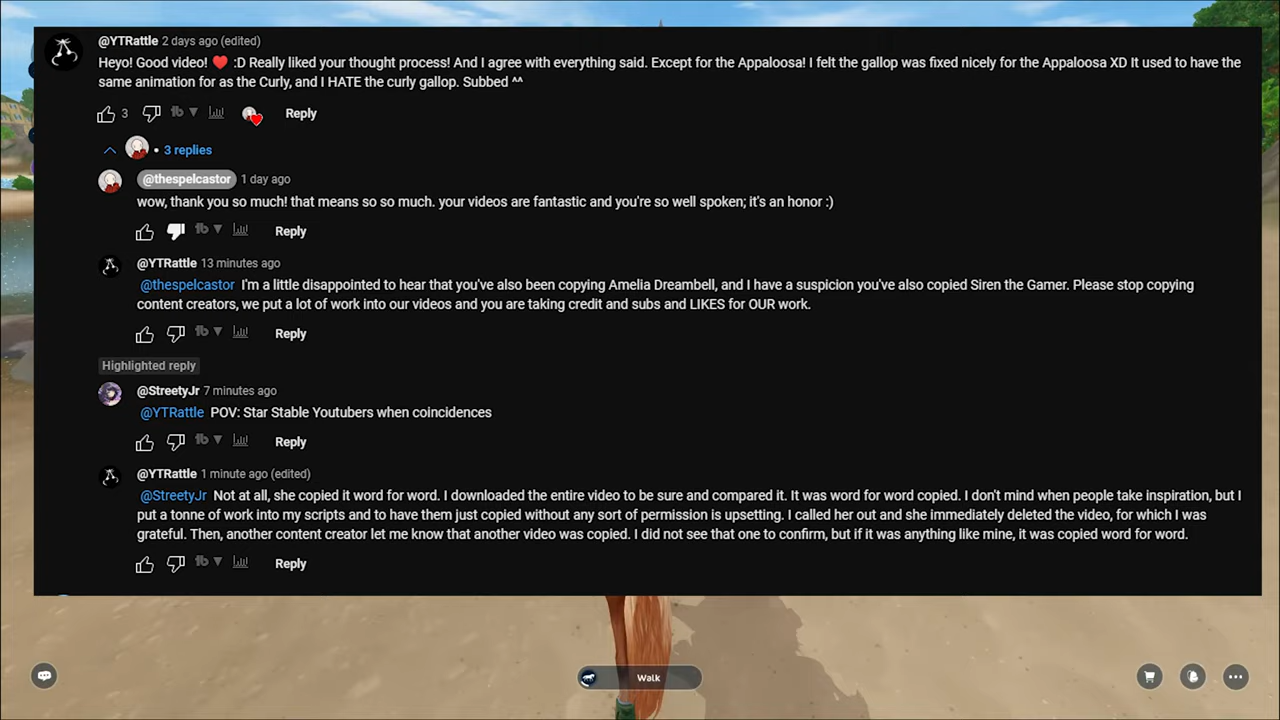 @YTRattle 2 days ago (edited)
Heyo! Good video! ❤ :D Really liked your thought process! And I agree with everything said. Except for the Appaloosa! I felt the gallop was fixed nicely for the Appaloosa XD It used to have the
same animation for as the Curly, and I HATE the curly gallop. Subbed ^^
3 Reply
• 3 replies
@thespelcastor 1 day ago
wow, thank you so much! that means so so much. your videos are fantastic and you're so well spoken; it's an honor :)
Reply
@YTRattle 13 minutes ago
@thespelcastor I'm a little disappointed to hear that you've also been copying Amelia Dreambell, and I have a suspicion you've also copied Siren the Gamer. Please stop copying
content creators, we put a lot of work into our videos and you are taking credit and subs and LIKES for OUR work.
Reply
Highlighted reply
@StreetyJr 7 minutes ago
@YTRattle POV: Star Stable Youtubers when coincidences
Reply
@YTRattle 1 minute ago (edited)
@StreetyJr Not at all, she copied it word for word. I downloaded the entire video to be sure and compared it. It was word for word copied. I don't mind when people take inspiration, but I
put a tonne of work into my scripts and to have them just copied without any sort of permission is upsetting. I called her out and she immediately deleted the video, for which I was
grateful. Then, another content creator let me know that another video was copied. I did not see that one to confirm, but if it was anything like mine, it was copied word for word.
Reply
Walk